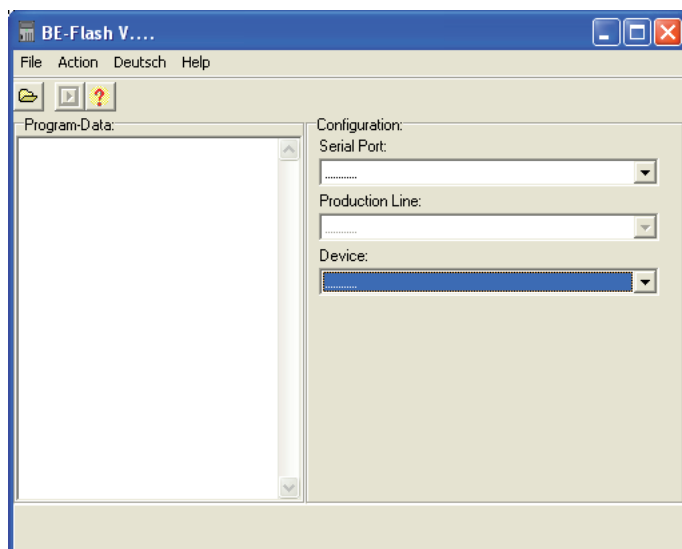 BE-Flash V....
File Action Deutsch Help
?
Program-Data:
Configuration:
Serial Port:
............
Production Line:
............
Device:
............